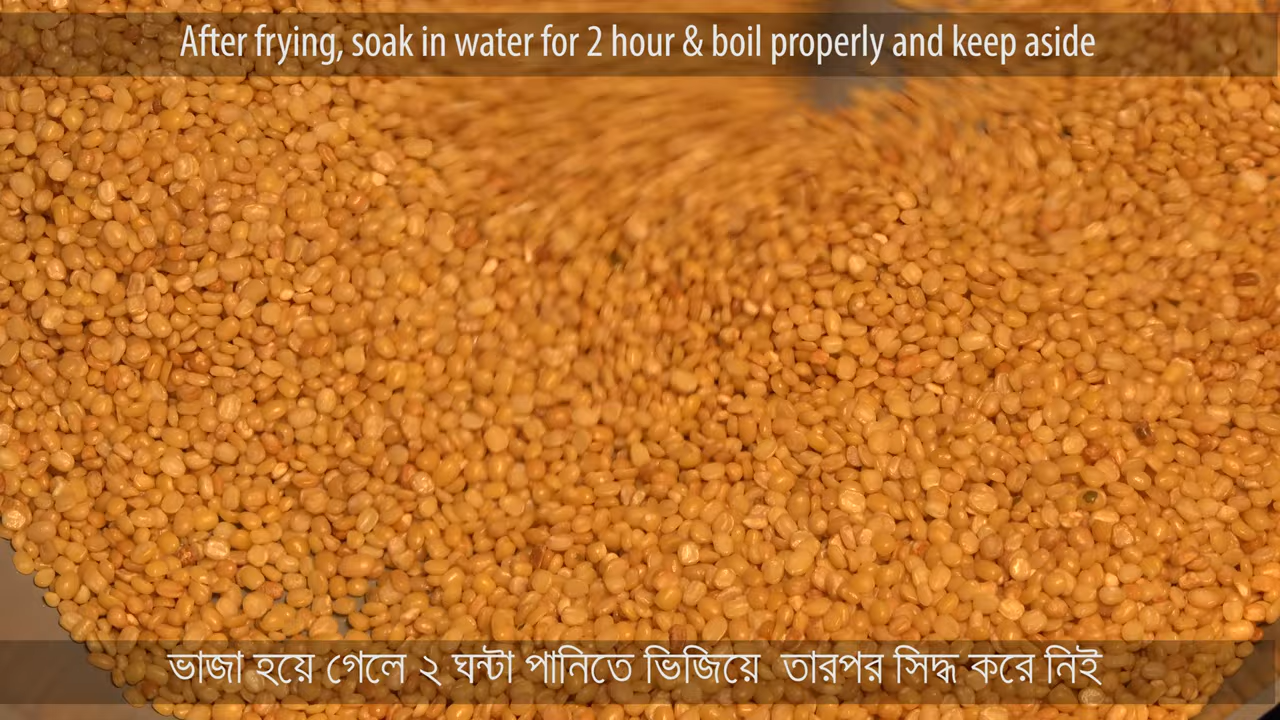 After frying, soak in water for 2 hour & boil properly and keep aside
ভাজা হয়ে গেলে ২ ঘন্টা পানিতে ভিজিয়ে তারপর সিদ্ধ করে নিই